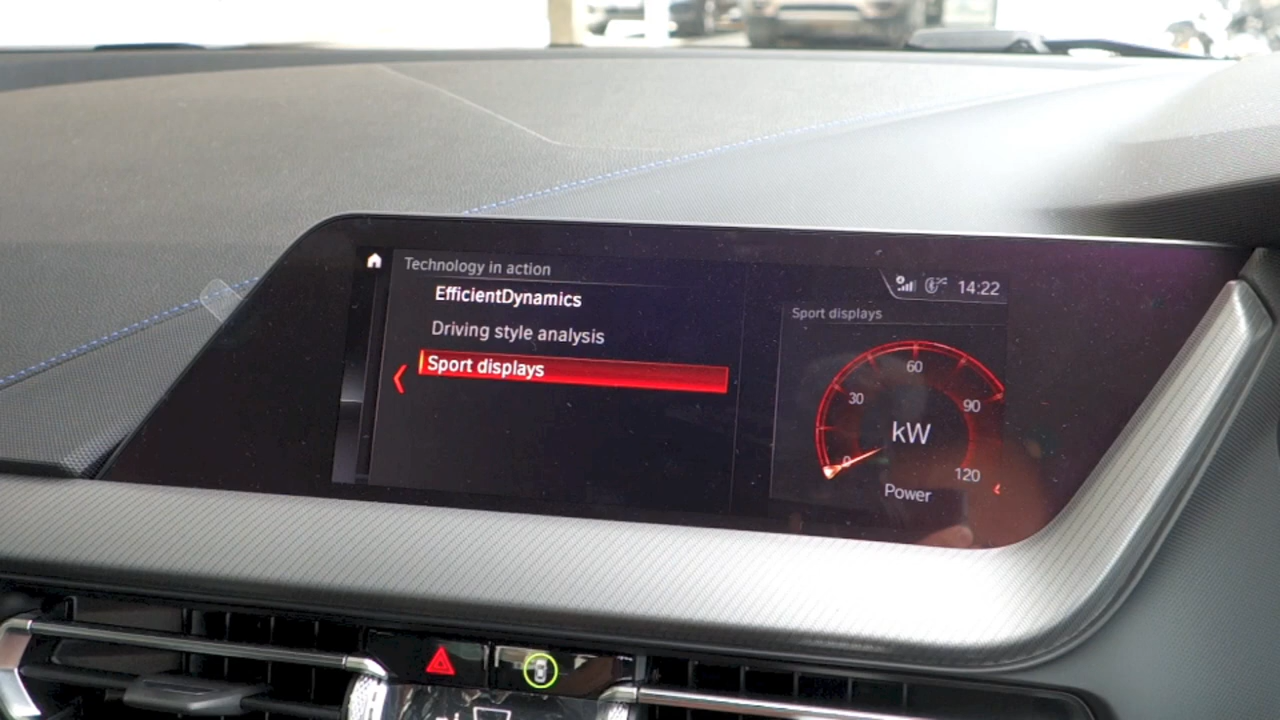 Technology in action
EfficientDynamics
Driving style analysis
Sport displays
14:22
Sport displays
60
30
90
kW
0
120
Power